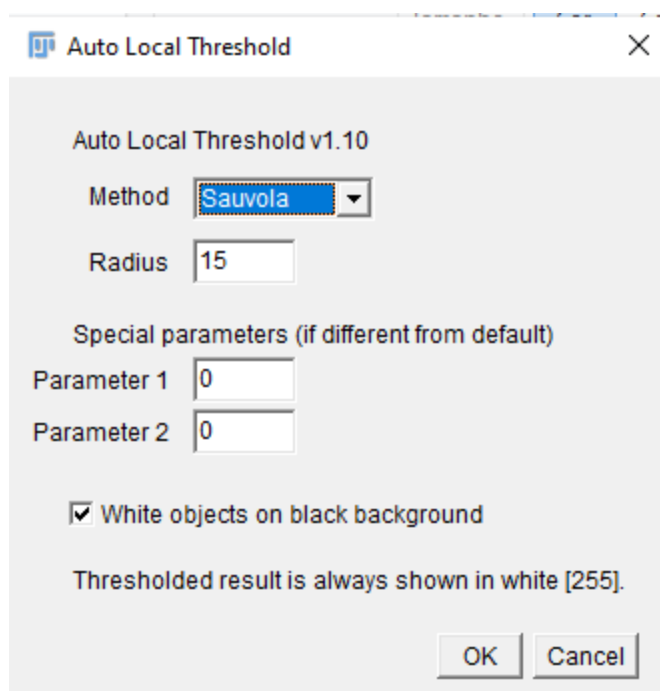 Auto Local Threshold
Auto Local Threshold v1.10
Method Sauvola
Radius 15
Special parameters (if different from default)
Parameter 1 0
Parameter 2 0
White objects on black background
Thresholded result is always shown in white [255].
OK Cancel